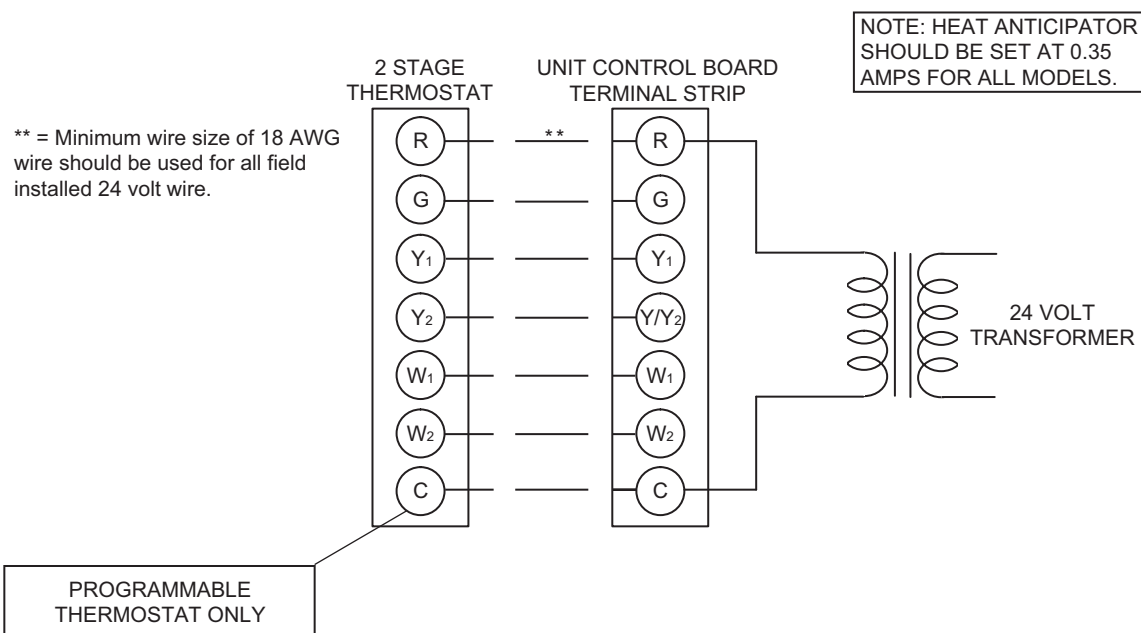 NOTE: HEAT ANTICIPATOR
SHOULD BE SET AT 0.35
AMPS FOR ALL MODELS.
2 STAGE
THERMOSTAT
UNIT CONTROL BOARD
TERMINAL STRIP
** = Minimum wire size of 18 AWG
wire should be used for all field
installed 24 volt wire.
R ** R
G G
Y1 Y1
Y2 Y/Y2
W1 W1
W2 W2
C C
24 VOLT
TRANSFORMER
PROGRAMMABLE
THERMOSTAT ONLY